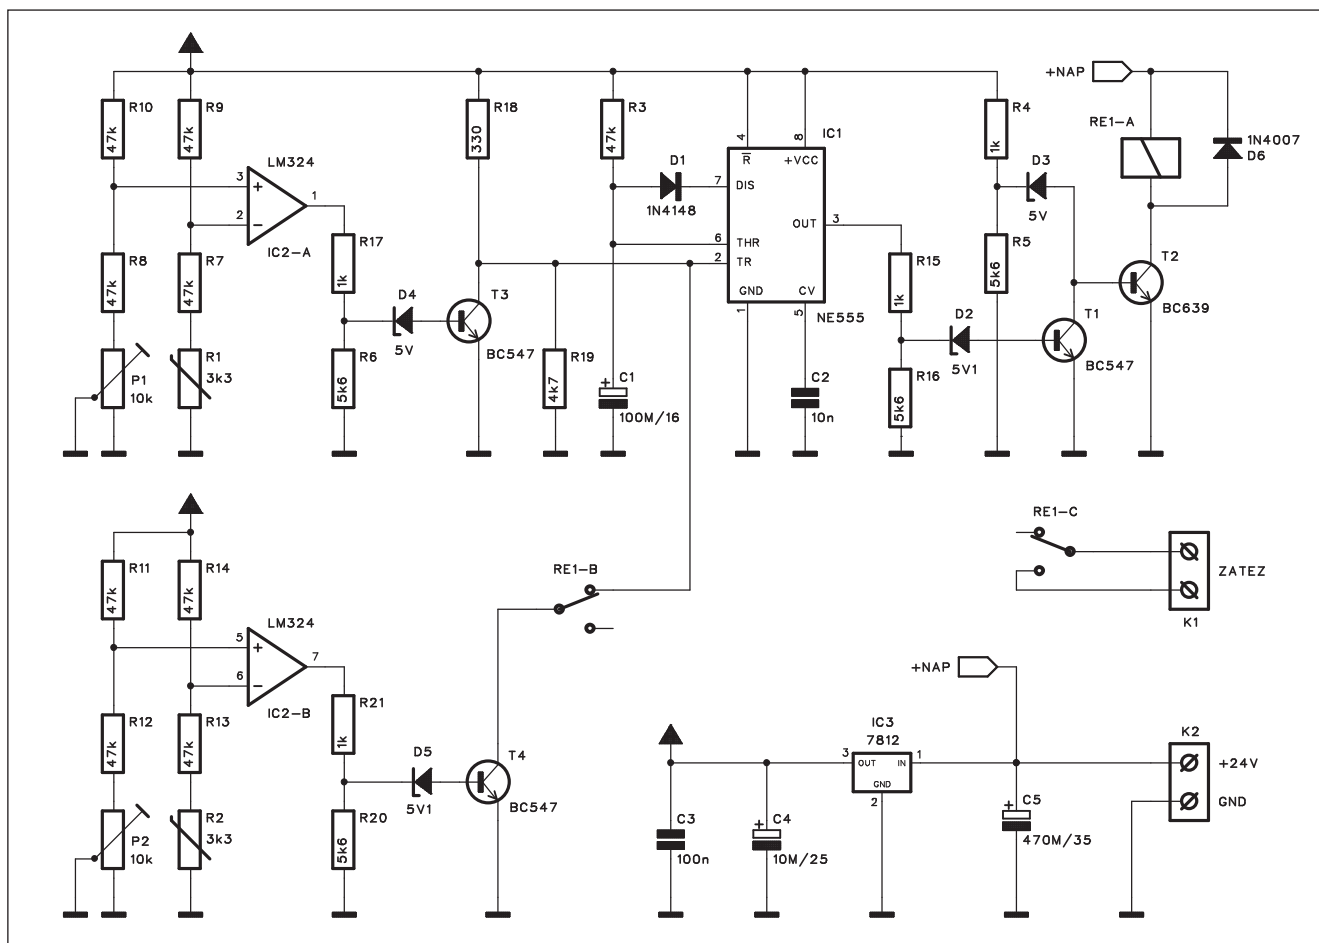 +NAP
R10
R9
R18
R3
R4
47k
47k
330
47k
1k
4
8
IC1
RE1-A
1N4007
D6
LM324
D1
R
+VCC
D3
3
1
7
DIS
+
1N4148
5V
2
−
OUT
3
IC2-A
R17
6
THR
R5
R8
R7
1k
2
TR
R15
5k6
T2
47k
47k
D4
T3
GND
CV
1k
BC639
5V
1
5
NE555
D2
T1
R1
R6
BC547
R19
R16
5V1
BC547
P1
3k3
C1
C2
10k
5k6
4k7
+
100M/16
10n
5k6
RE1-C
R11
R14
RE1-B
ZATEZ
47k
47k
LM324
K1
5
7
+
6
−
+NAP
IC2-B
R21
R12
R13
1k
IC3
K2
47k
47k
D5
T4
7812
3
OUT
IN
1
+24V
5V1
BC547
GND
2
GND
R2
R20
C3
C4
C5
P2
3k3
+
+
10k
5k6
100n
10M/25
470M/35